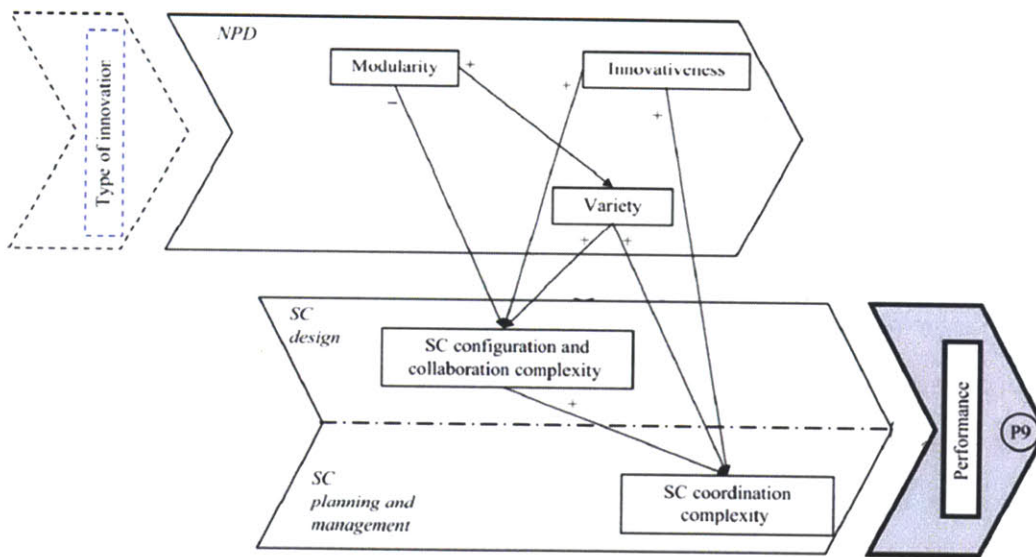 NPD
Type of innovation
Modularity
+
Innovativeness
+
+
−
Variety
+
+
SC
design
SC configuration and
collaboration complexity
+
SC
planning and
management
SC coordination
complexity
Performance
P9